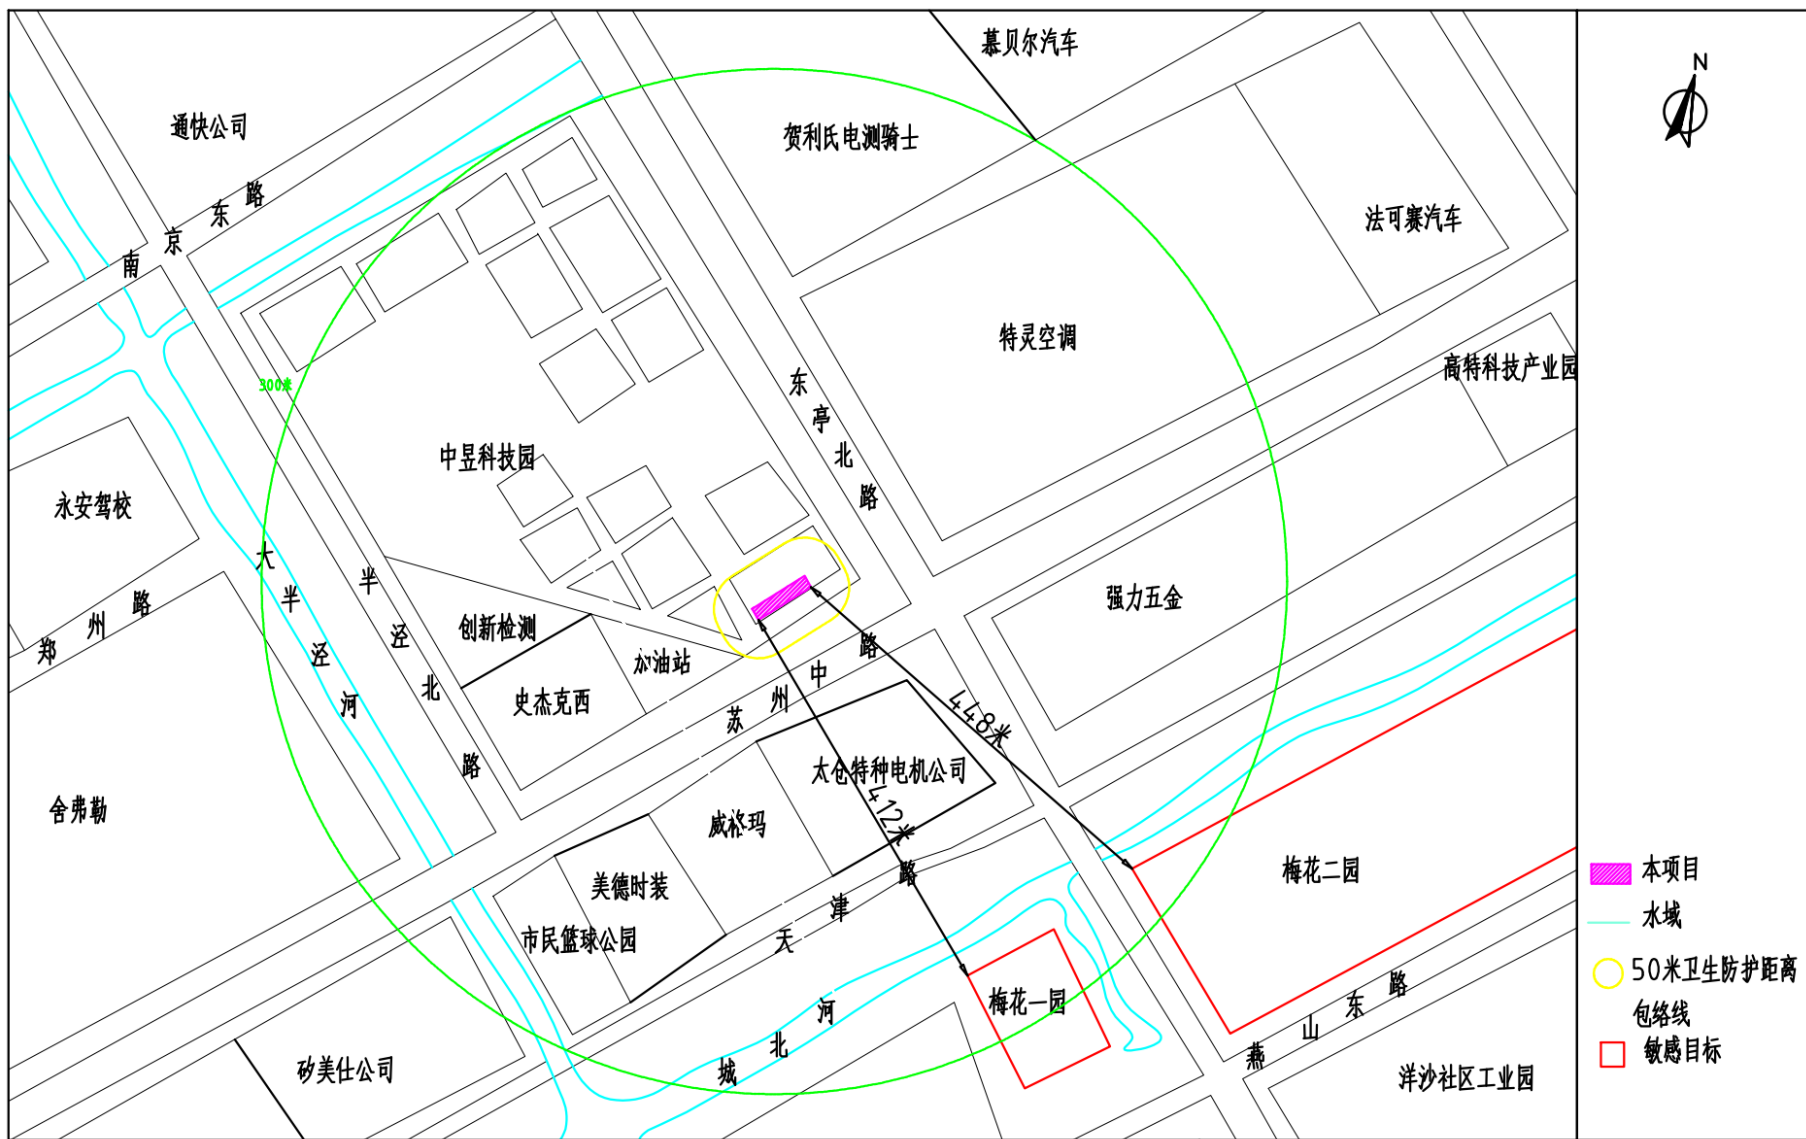 慕贝尔汽车
N
通快公司
贺利氏电测骑士
南京东路
法可赛汽车
特灵空调
高特科技产业园
300米
东亭北路
中昱科技园
永安驾校
大半泾河
半泾北路
郑州路
创新检测
加油站
强力五金
史杰克西
苏州中路
448米
太仓特种电机公司
412米
舍弗勒
威格玛
美德时装
市民篮球公园
天津路
梅花二园
梅花一园
城北河
燕山东路
矽美仕公司
洋沙社区工业园
本项目
水域
50米卫生防护距离
包络线
敏感目标